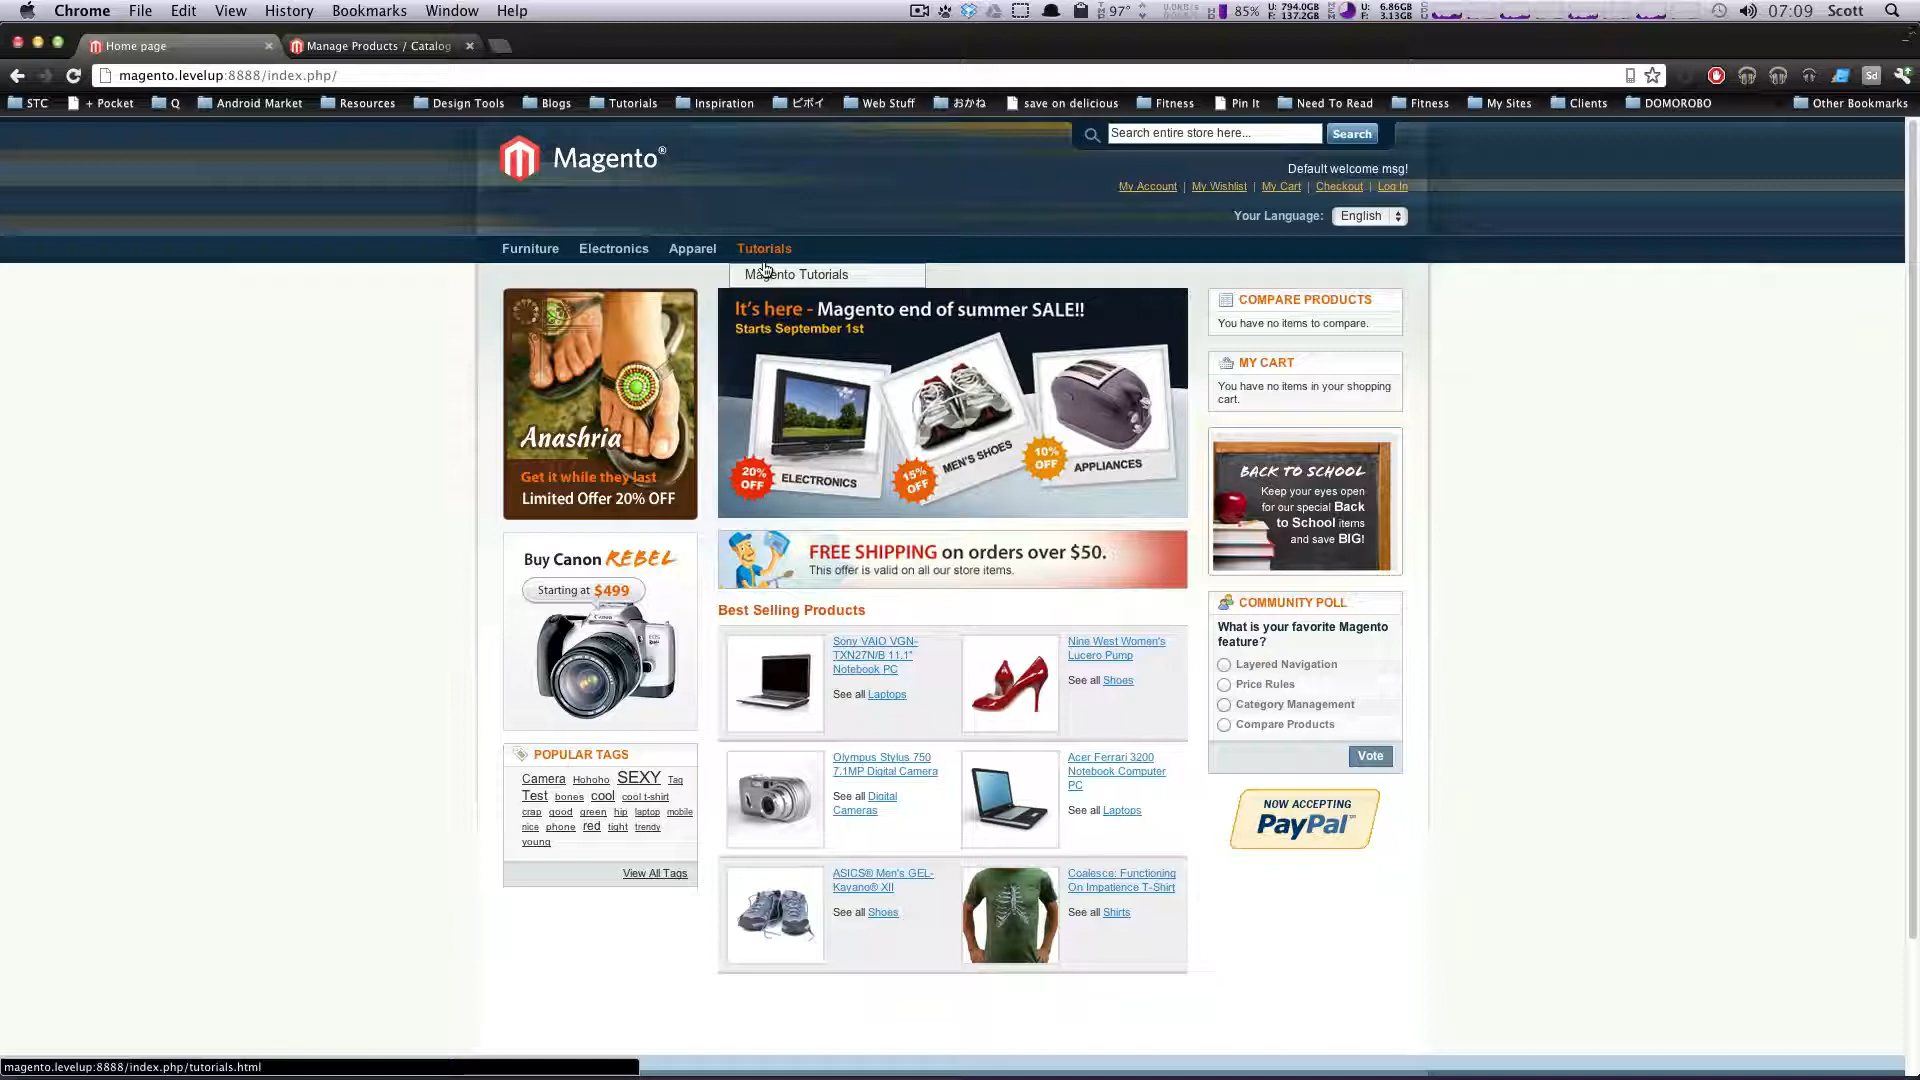 Chrome File Edit View History Bookmarks Window Help
97° 85% U: 794.0GB F: 137.2GB 6.86GB 3.13GB 07:09 Scott
Home page
Manage Products / Catalog
magento.levelup:8888/index.php/
Sd
STC + Pocket Q Android Market Resources Design Tools Blogs Tutorials Inspiration ビボイ Web Stuff おかね save on delicious Fitness Pin It Need To Read Fitness My Sites Clients DOMOROBO Other Bookmarks
Magento®
Search entire store here... Search
Default welcome msg!
My Account | My Wishlist | My Cart | Checkout | Log In
Your Language: English
Furniture Electronics Apparel Tutorials
Magento Tutorials
Anashria
Get it while they last
Limited Offer 20% OFF
It's here - Magento end of summer SALE!!
Starts September 1st
20% OFF
ELECTRONICS
15% OFF
MEN'S SHOES
10% OFF
APPLIANCES
COMPARE PRODUCTS
You have no items to compare.
MY CART
You have no items in your shopping
cart.
BACK TO SCHOOL
Keep your eyes open
for our special Back
to School items
and save BIG!
Buy Canon REBEL
Starting at $499
Canon
FREE SHIPPING on orders over $50.
This offer is valid on all our store items.
Best Selling Products
Sony VAIO VGN-
TXN27N/B 11.1"
Notebook PC
See all Laptops
Nine West Women's
Lucero Pump
See all Shoes
Olympus Stylus 750
7.1MP Digital Camera
See all Digital
Cameras
Acer Ferrari 3200
Notebook Computer
PC
See all Laptops
ASICS® Men's GEL-
Kayano® XII
See all Shoes
Coalesce: Functioning
On Impatience T-Shirt
See all Shirts
COMMUNITY POLL
What is your favorite Magento
feature?
Layered Navigation
Price Rules
Category Management
Compare Products
Vote
NOW ACCEPTING
PayPal
POPULAR TAGS
Camera Hohoho SEXY Tag
Test bones cool cool t-shirt
crap good green hip laptop mobile
nice phone red tight trendy
young
View All Tags
magento.levelup:8888/index.php/tutorials.html